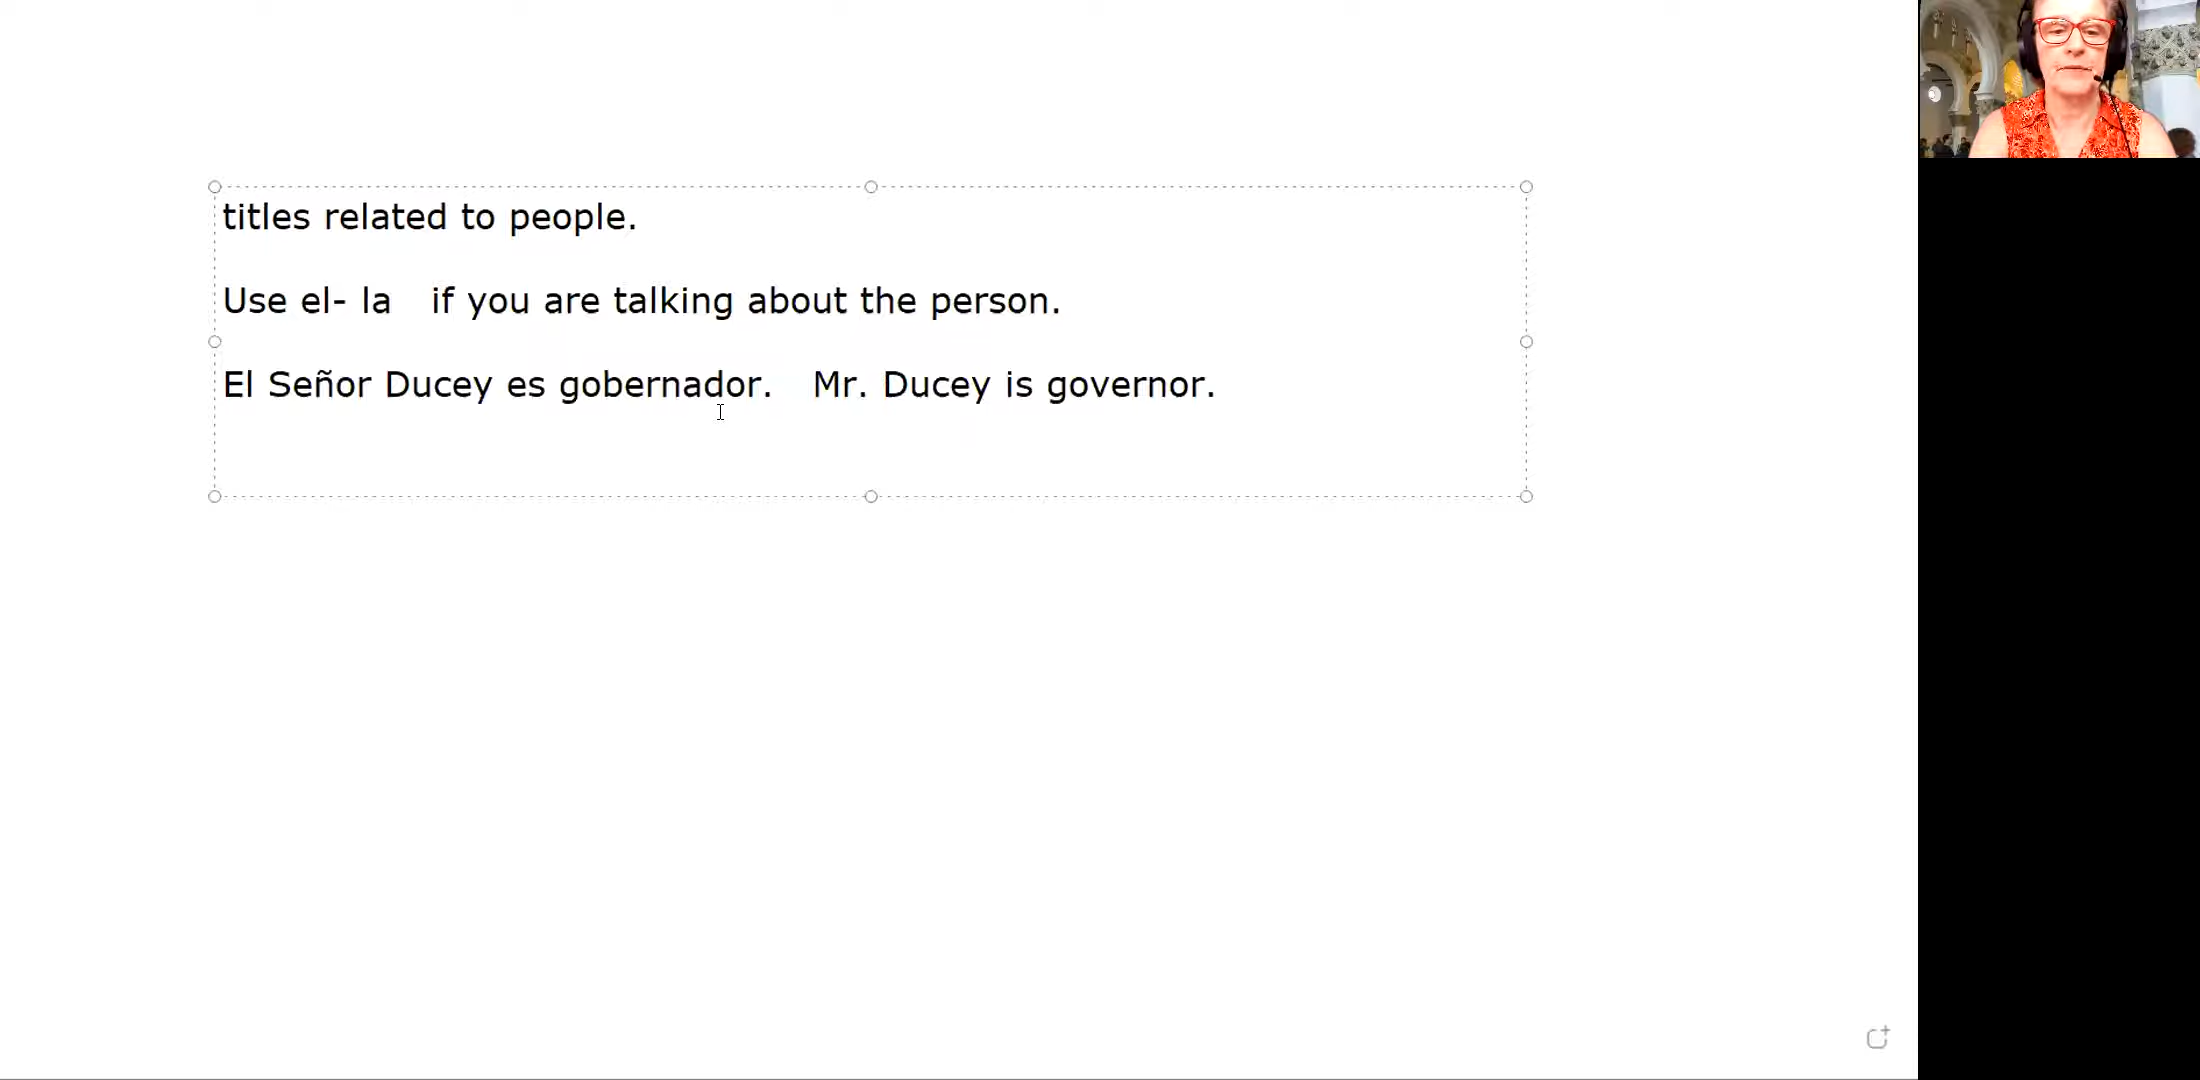 titles related to people.
Use el- la if you are talking about the person.
El Señor Ducey es gobernador. Mr. Ducey is governor.